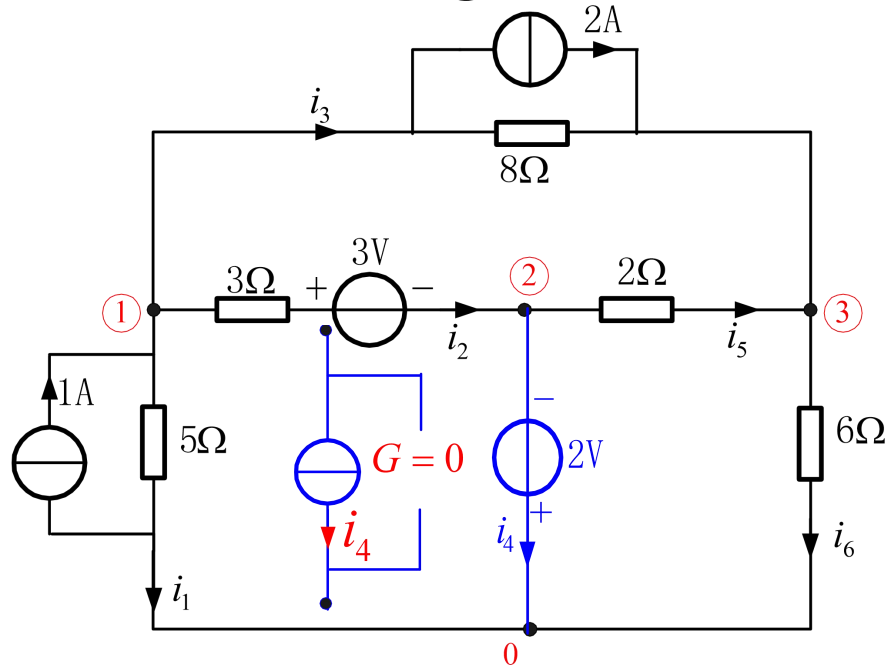 2A
i₃
8Ω
3V
②
2Ω
3Ω
+
−
①
③
i₂
i₅
1A
−
5Ω
G = 0
2V
6Ω
i₄
i₄
+
i₆
i₁
0